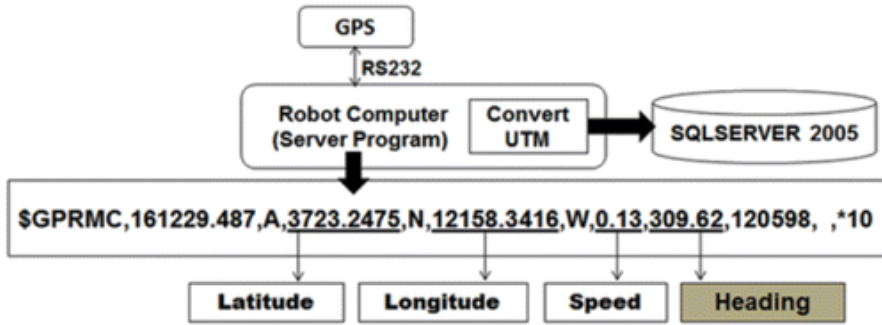 GPS
RS232
Robot Computer
(Server Program)
Convert
UTM
SQLSERVER 2005
$GPRMC,161229.487,A,3723.2475,N,12158.3416,W,0.13,309.62,120598, ,*10
Latitude
Longitude
Speed
Heading